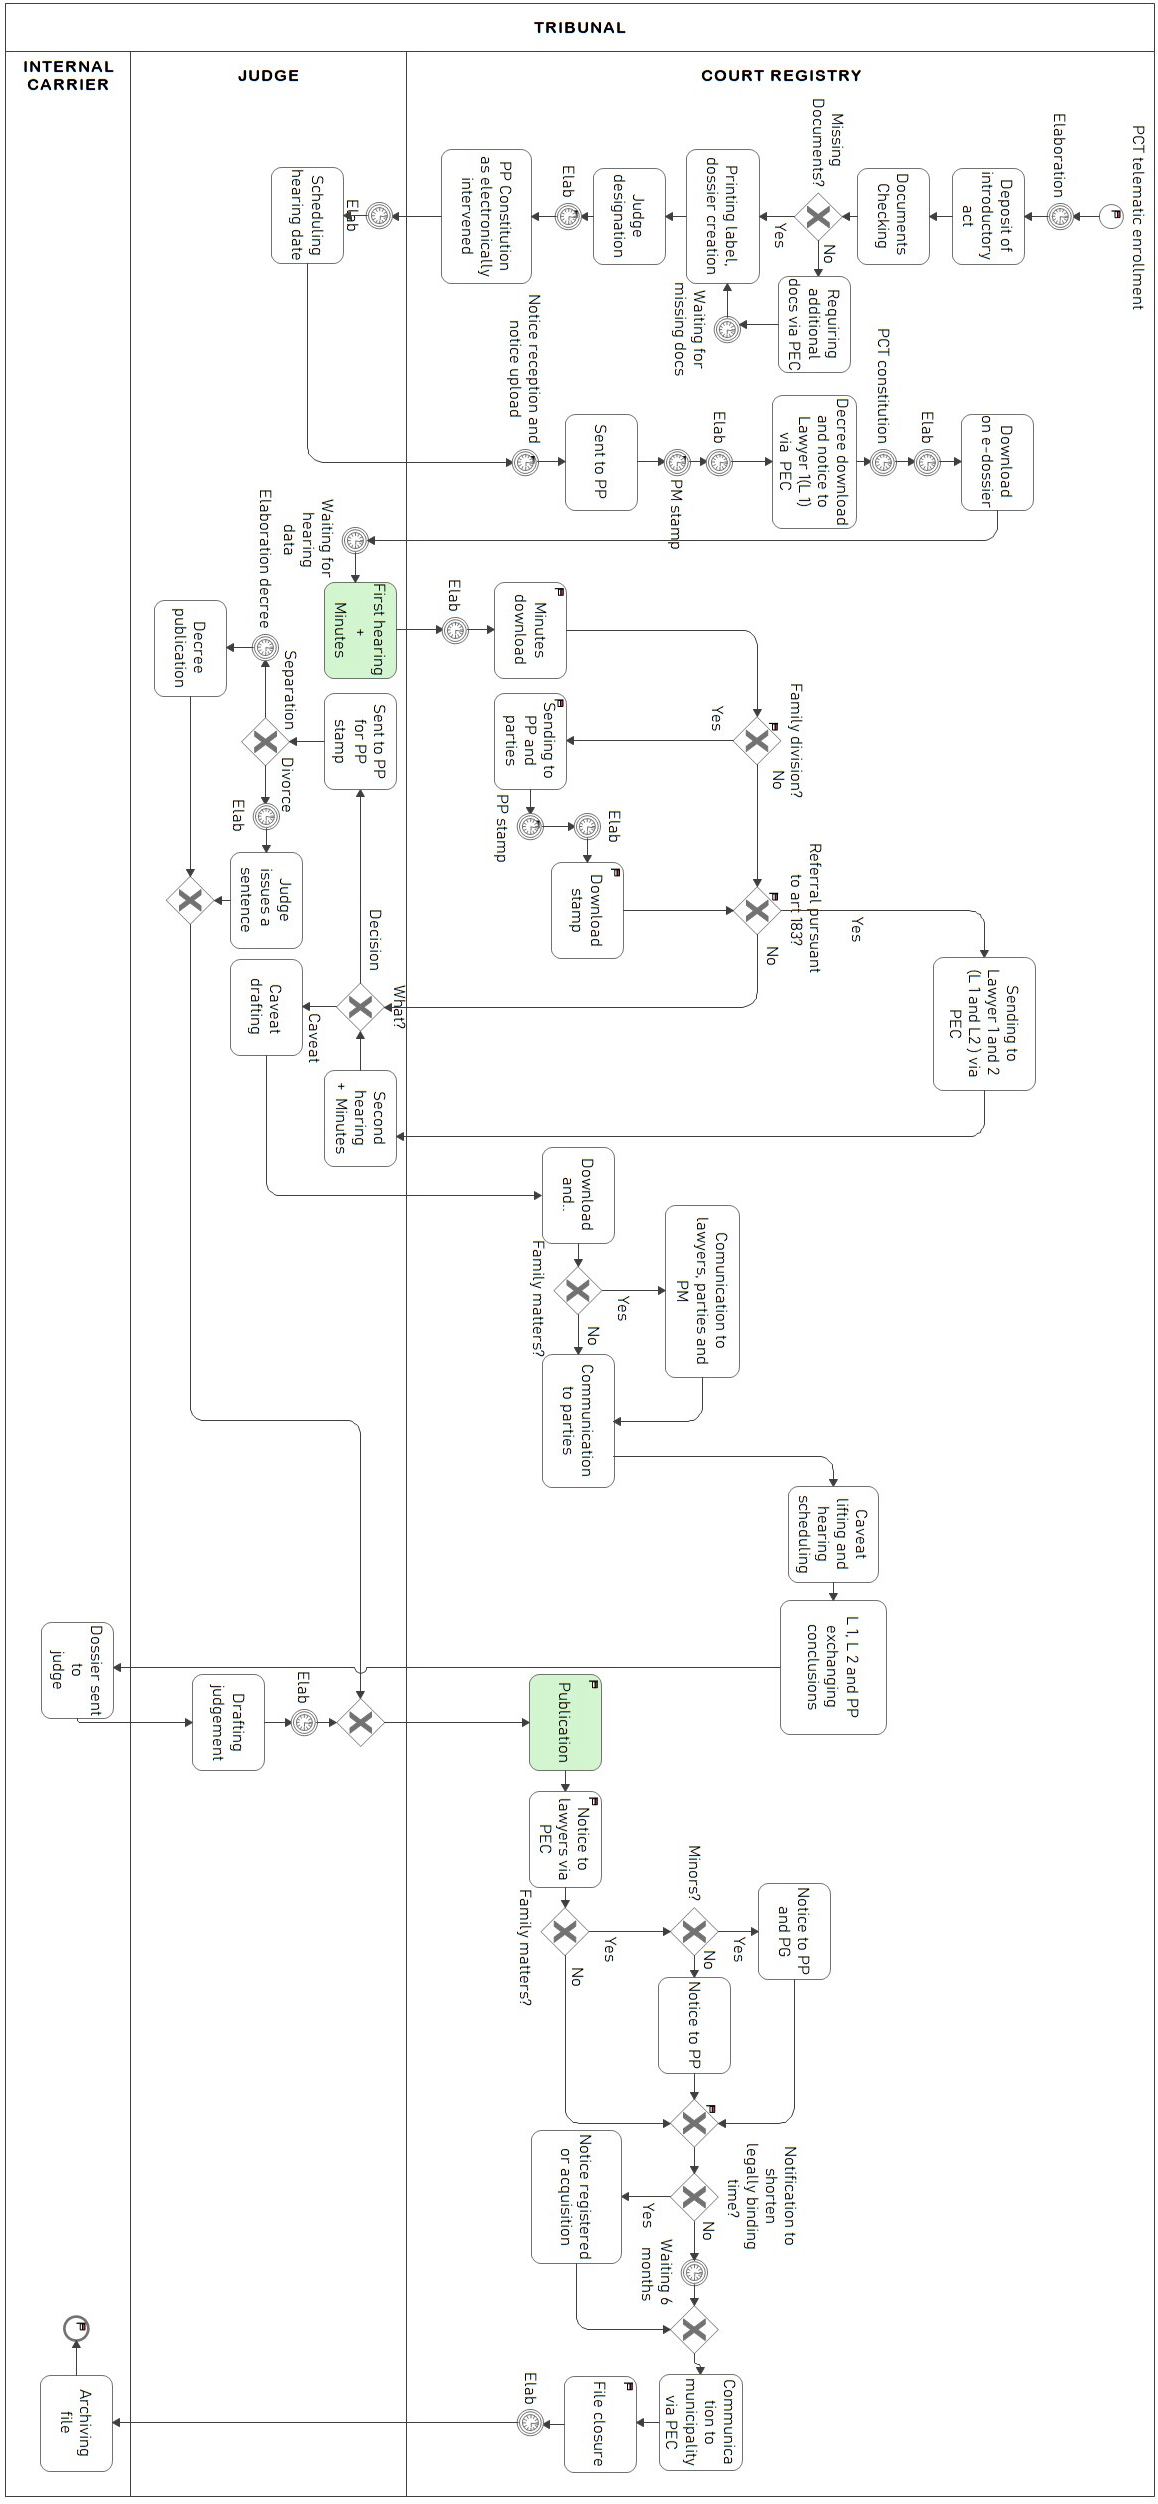 TRIBUNAL
INTERNAL
CARRIER
JUDGE
COURT REGISTRY
PCT telematic enrollment
Elaboration
Deposit of
introductory
act
Documents
Checking
Missing
Documents?
Yes
No
Requiring
additional
docs via PEC
Waiting for
missing docs
Printing label,
dossier creation
Judge
designation
Elab
PP Constitution
as electronically
intervened
Elab
Scheduling
hearing date
Notice reception and
notice upload
Sent to PP
PM stamp
Elab
Decree download
and notice to
Lawyer 1(L 1)
via PEC
PCT constitution
Elab
Download
on e-dossier
Waiting for
hearing
data
First hearing
+
Minutes
Elab
Minutes
download
Family division?
Yes
No
Sending to
PP and
parties
PP stamp
Elab
Download
stamp
Referral pursuant
to art 183?
Yes
No
Sending to
Lawyer 1 and 2
(L 1 and L2 ) via
PEC
Second
hearing
+ Minutes
What?
Decision
Caveat
Sent to PP
for PP
stamp
Separation
Divorce
Elaboration decree
Decree
publication
Elab
Judge
issues a
sentence
Caveat
drafting
Download
and..
Family matters?
Yes
No
Comunication to
lawyers, parties and
PM
Communication
to parties
Caveat
lifting and
hearing
scheduling
L 1, L 2 and PP
exchanging
conclusions
Dossier sent
to
judge
Drafting
judgement
Elab
Publication
Notice to
lawyers via
PEC
Family matters?
Yes
No
Minors?
Yes
No
Notice to PP
and PG
Notice to PP
Notification to
shorten
legally binding
time?
Yes
No
Notice registered
or acquisition
Waiting 6
months
Communica
tion to
municipality
via PEC
File closure
Elab
Archiving
file